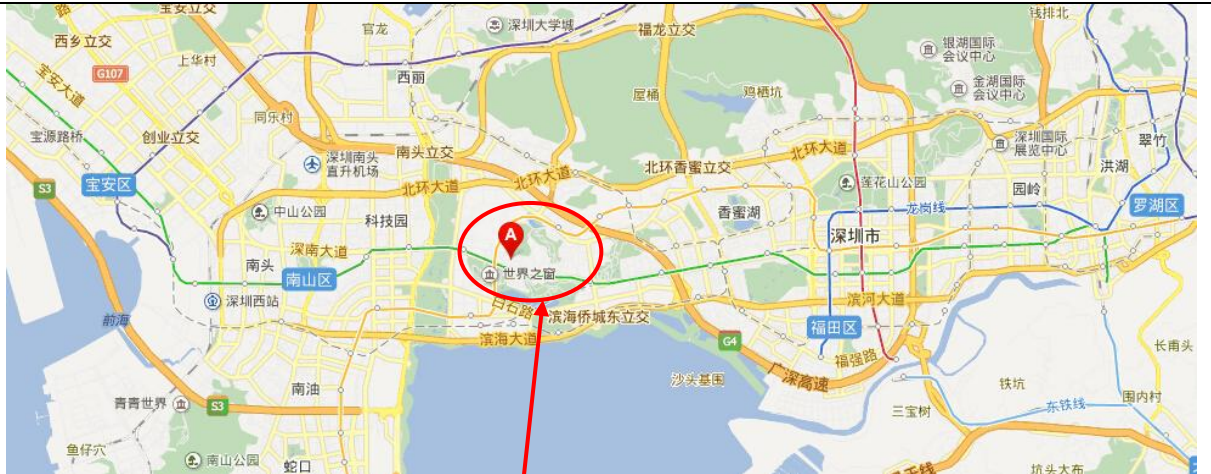 宝安立交
官龙
深圳大学城
福龙立交
钱排北
西乡立交
上华村
银湖国际
会议中心
G107
西丽
金湖国际
会议中心
宝安大道
屋桶
鸡栖坑
同乐村
宝源路桥
创业立交
深圳国际
展览中心
翠竹
深圳南头
直升机场
南头立交
北环香蜜立交
北环大道
洪湖
S3
宝安区
北环大道
北环大道
莲花山公园
园岭
罗湖区
中山公园
科技园
香蜜湖
龙岗线
A
深圳市
深南大道
南头
南山区
世界之窗
深圳西站
白石路
滨海侨城东立交
滨河大道
前海
滨海大道
G4
福田区
长甫头
福强路
南油
沙头基围
广深高速
铁坑
青青世界
S3
三宝树
东铁线
围内村
鱼仔穴
南山公园
蛇口
坑头大布